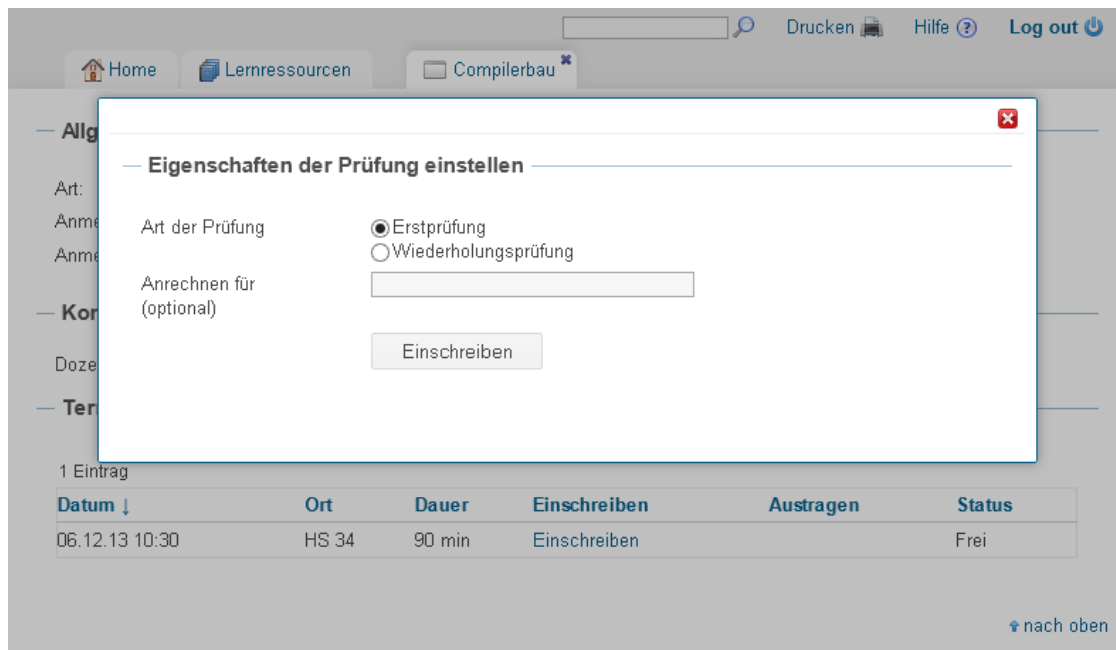 Drucken Hilfe Log out
Home Lernressourcen Compilerbau
Allg
Eigenschaften der Prüfung einstellen
Art:
Anme
Art der Prüfung Erstprüfung
Wiederholungsprüfung
Anme
Anrechnen für
(optional)
Kor
Einschreiben
Doze
Ter
1 Eintrag
Datum ↓ Ort Dauer Einschreiben Austragen Status
06.12.13 10:30 HS 34 90 min Einschreiben Frei
nach oben